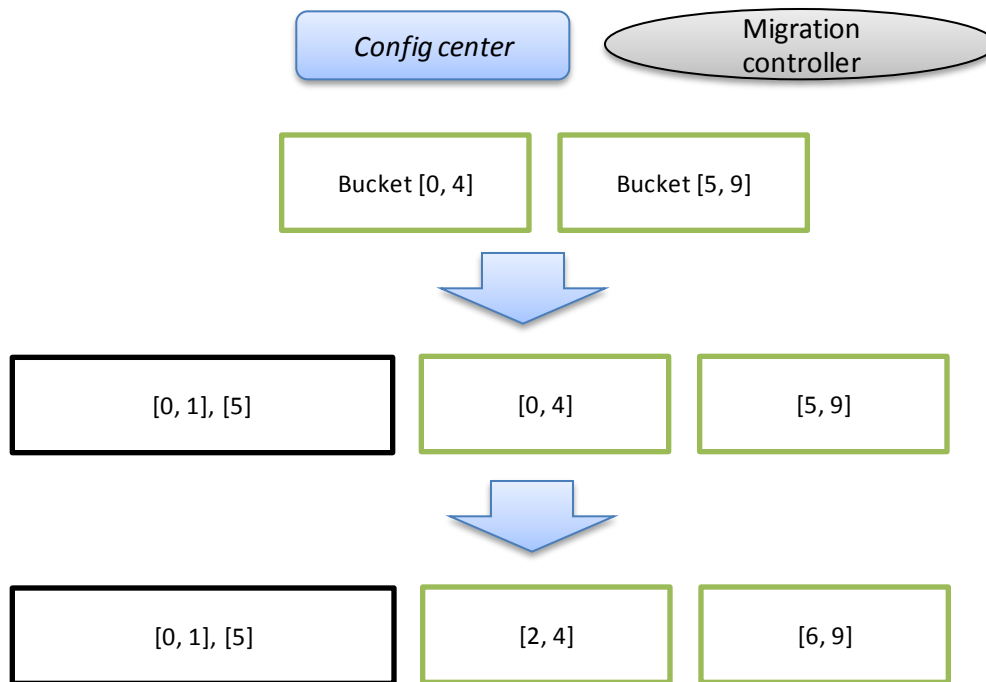 Config center
Migration
controller
Bucket [0, 4]
Bucket [5, 9]
[0, 1], [5]
[0, 4]
[5, 9]
[0, 1], [5]
[2, 4]
[6, 9]